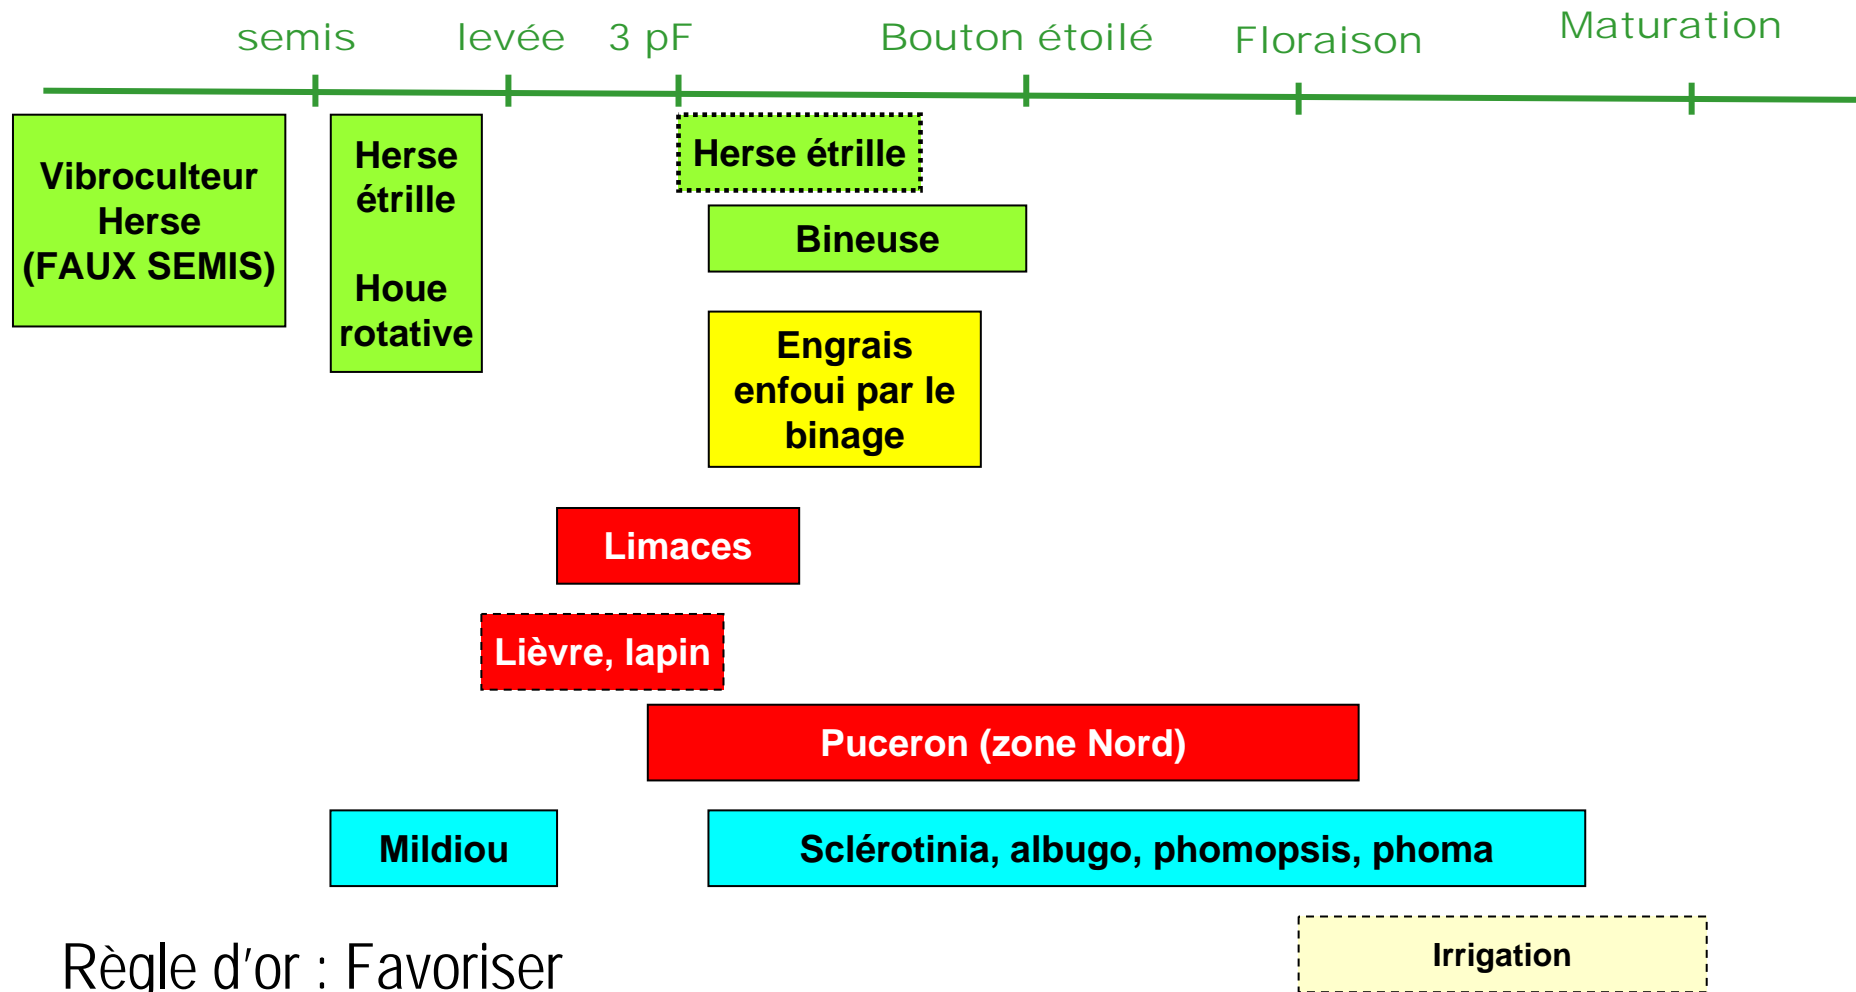 semis
levée
3 pF
Bouton étoilé
Floraison
Maturation
Vibroculteur
Herse
(FAUX SEMIS)
Herse
étrille
Houe
rotative
Herse étrille
Bineuse
Engrais
enfoui par le
binage
Limaces
Lièvre, lapin
Puceron (zone Nord)
Mildiou
Sclérotinia, albugo, phomopsis, phoma
Irrigation
Règle d'or : Favoriser